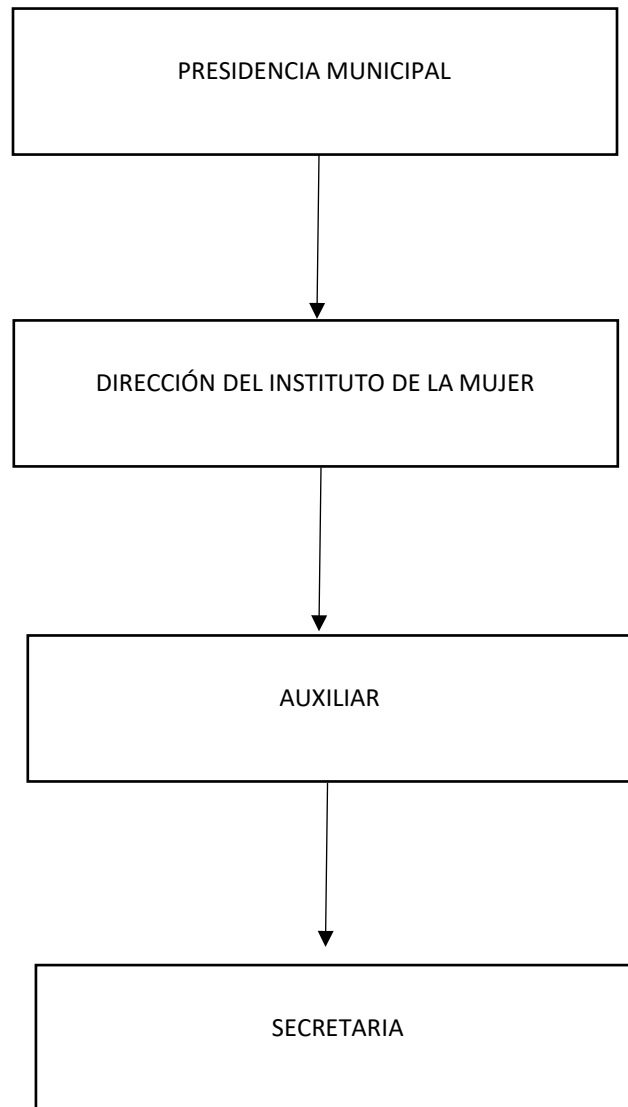 PRESIDENCIA MUNICIPAL
DIRECCIÓN DEL INSTITUTO DE LA MUJER
AUXILIAR
SECRETARIA